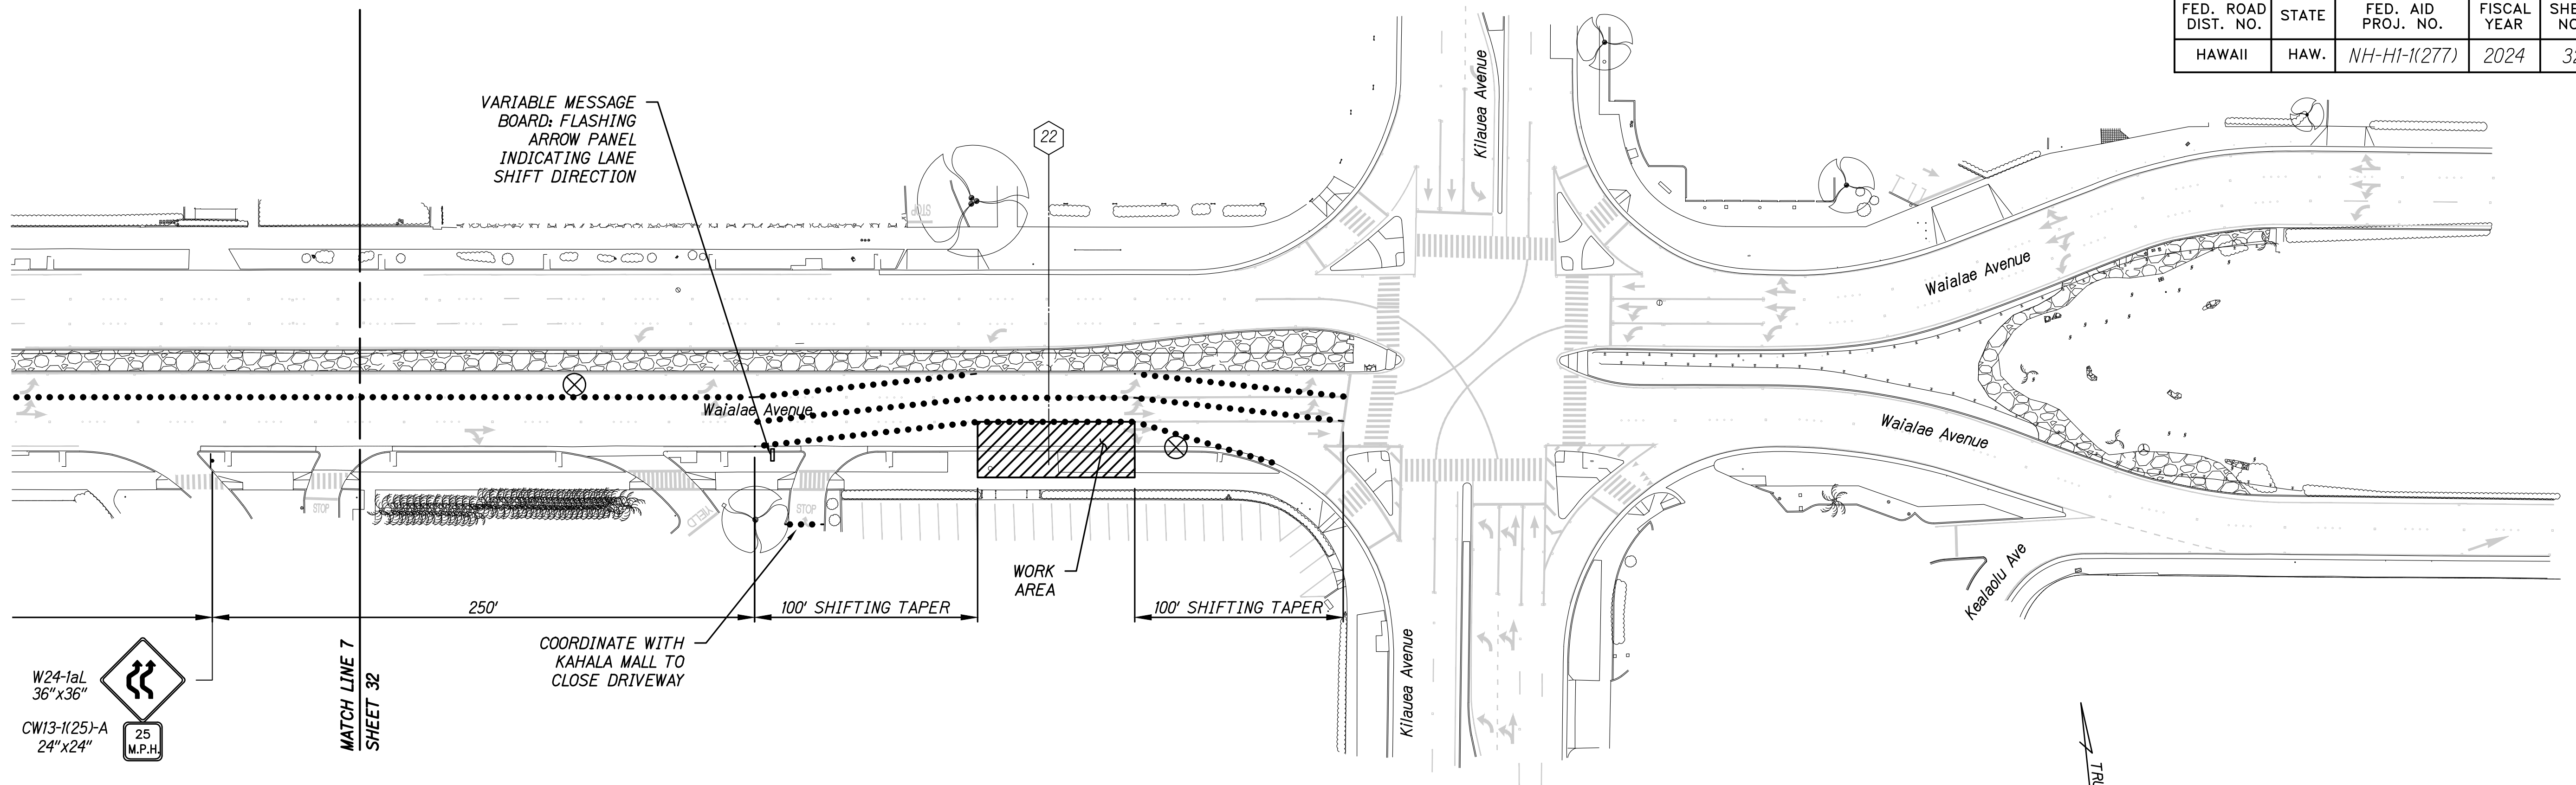 FED. ROAD DIST. NO.
STATE
FED. AID PROJ. NO.
FISCAL YEAR
HAWAII
HAW.
NH-H1-1(277)
2024
VARIABLE MESSAGE
BOARD: FLASHING
ARROW PANEL
INDICATING LANE
SHIFT DIRECTION
22
Kilauea Avenue
STOP
Waialae Avenue
Waialae Avenue
Waialae Avenue
STOP
YIELD
STOP
WORK
AREA
Kealaolu Ave
250'
100' SHIFTING TAPER
100' SHIFTING TAPER
COORDINATE WITH
KAHALA MALL TO
CLOSE DRIVEWAY
Kilauea Avenue
MATCH LINE 7
SHEET 32
W24-1aL
36"x36"
CW13-1(25)-A
24"x24"
25
M.P.H.